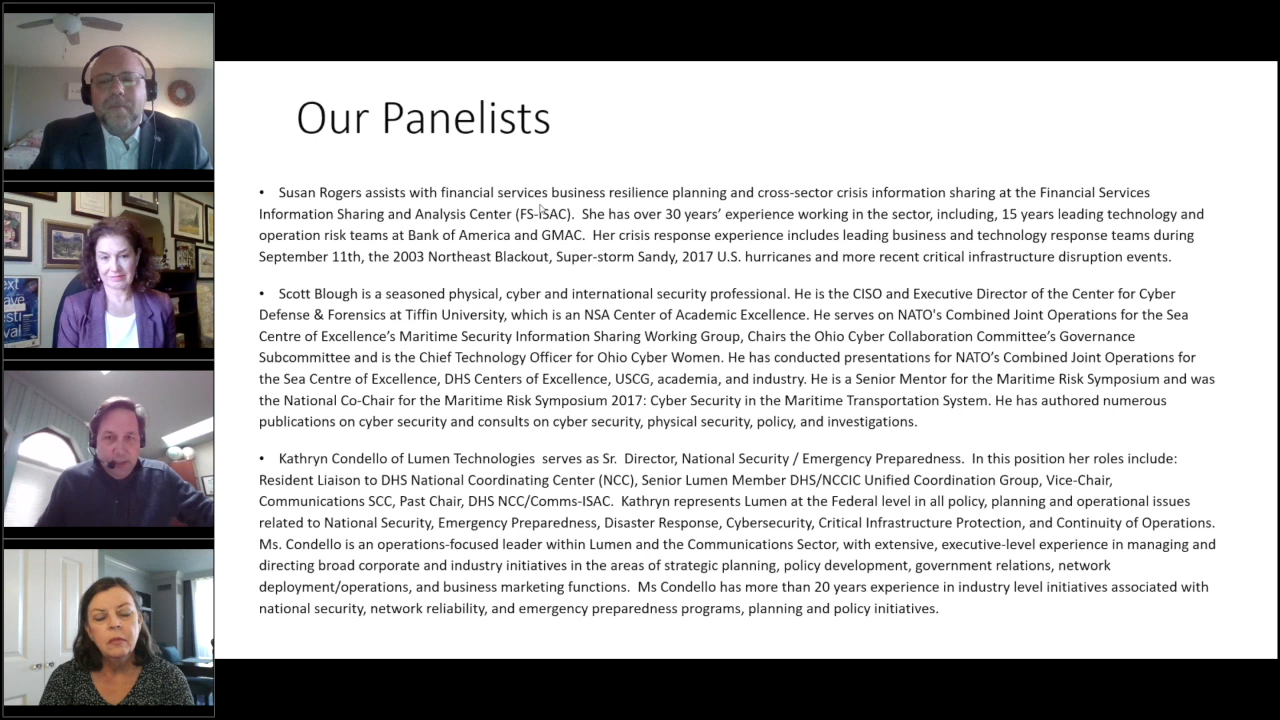 Our Panelists
• Susan Rogers assists with financial services business resilience planning and cross-sector crisis information sharing at the Financial Services
Information Sharing and Analysis Center (FS-ISAC).  She has over 30 years’ experience working in the sector, including, 15 years leading technology and
operation risk teams at Bank of America and GMAC.  Her crisis response experience includes leading business and technology response teams during
September 11th, the 2003 Northeast Blackout, Super-storm Sandy, 2017 U.S. hurricanes and more recent critical infrastructure disruption events.
• Scott Blough is a seasoned physical, cyber and international security professional. He is the CISO and Executive Director of the Center for Cyber
Defense & Forensics at Tiffin University, which is an NSA Center of Academic Excellence. He serves on NATO's Combined Joint Operations for the Sea
Centre of Excellence’s Maritime Security Information Sharing Working Group, Chairs the Ohio Cyber Collaboration Committee’s Governance
Subcommittee and is the Chief Technology Officer for Ohio Cyber Women. He has conducted presentations for NATO’s Combined Joint Operations for
the Sea Centre of Excellence, DHS Centers of Excellence, USCG, academia, and industry. He is a Senior Mentor for the Maritime Risk Symposium and was
the National Co-Chair for the Maritime Risk Symposium 2017: Cyber Security in the Maritime Transportation System. He has authored numerous
publications on cyber security and consults on cyber security, physical security, policy, and investigations.
• Kathryn Condello of Lumen Technologies  serves as Sr.  Director, National Security / Emergency Preparedness.  In this position her roles include:
Resident Liaison to DHS National Coordinating Center (NCC), Senior Lumen Member DHS/NCCIC Unified Coordination Group, Vice-Chair,
Communications SCC, Past Chair, DHS NCC/Comms-ISAC.  Kathryn represents Lumen at the Federal level in all policy, planning and operational issues
related to National Security, Emergency Preparedness, Disaster Response, Cybersecurity, Critical Infrastructure Protection, and Continuity of Operations.
Ms. Condello is an operations-focused leader within Lumen and the Communications Sector, with extensive, executive-level experience in managing and
directing broad corporate and industry initiatives in the areas of strategic planning, policy development, government relations, network
deployment/operations, and business marketing functions.  Ms Condello has more than 20 years experience in industry level initiatives associated with
national security, network reliability, and emergency preparedness programs, planning and policy initiatives.